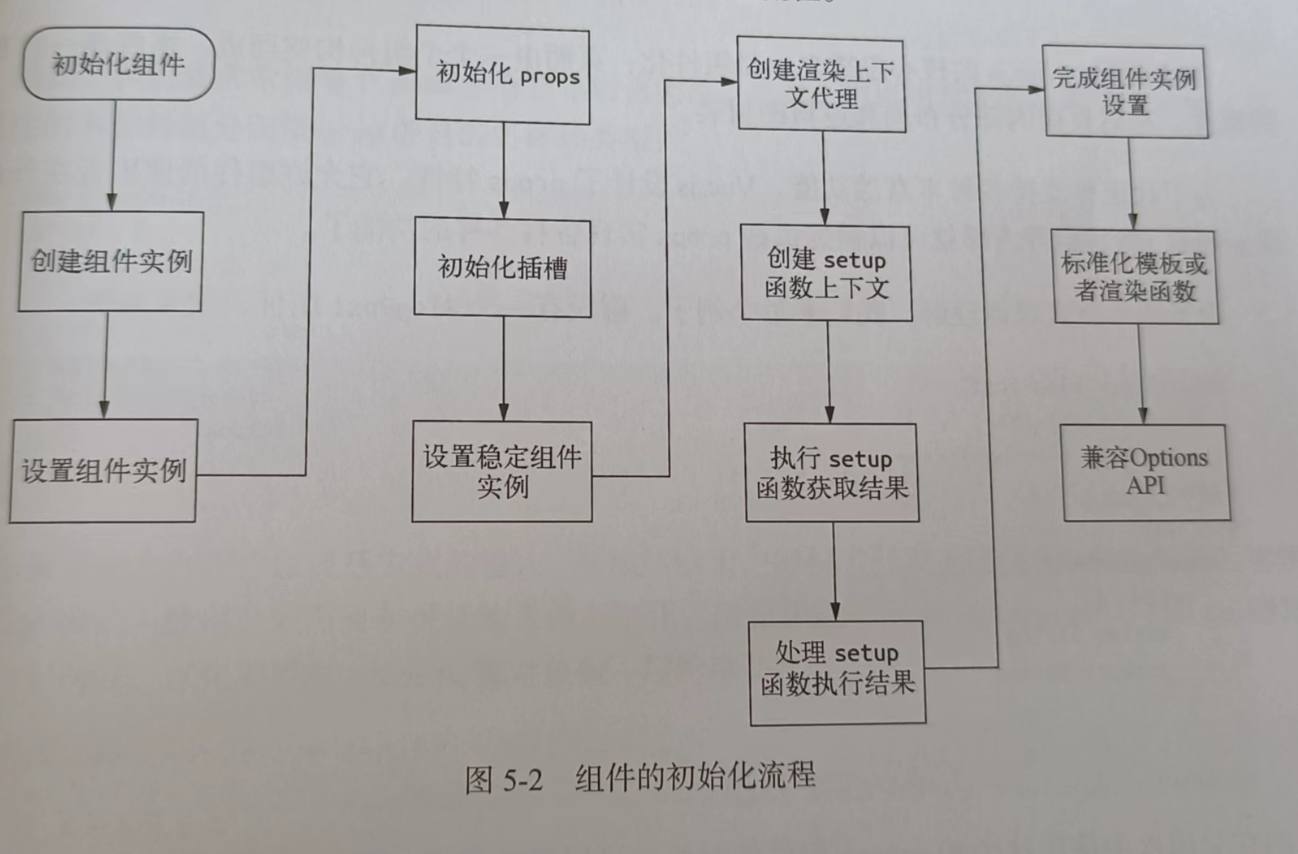 初始化组件
创建组件实例
设置组件实例
初始化 props
初始化插槽
设置稳定组件
实例
创建渲染上下
文代理
创建 setup
函数上下文
执行 setup
函数获取结果
处理 setup
函数执行结果
完成组件实例
设置
标准化模板或
者渲染函数
兼容Options
API
图 5-2 组件的初始化流程